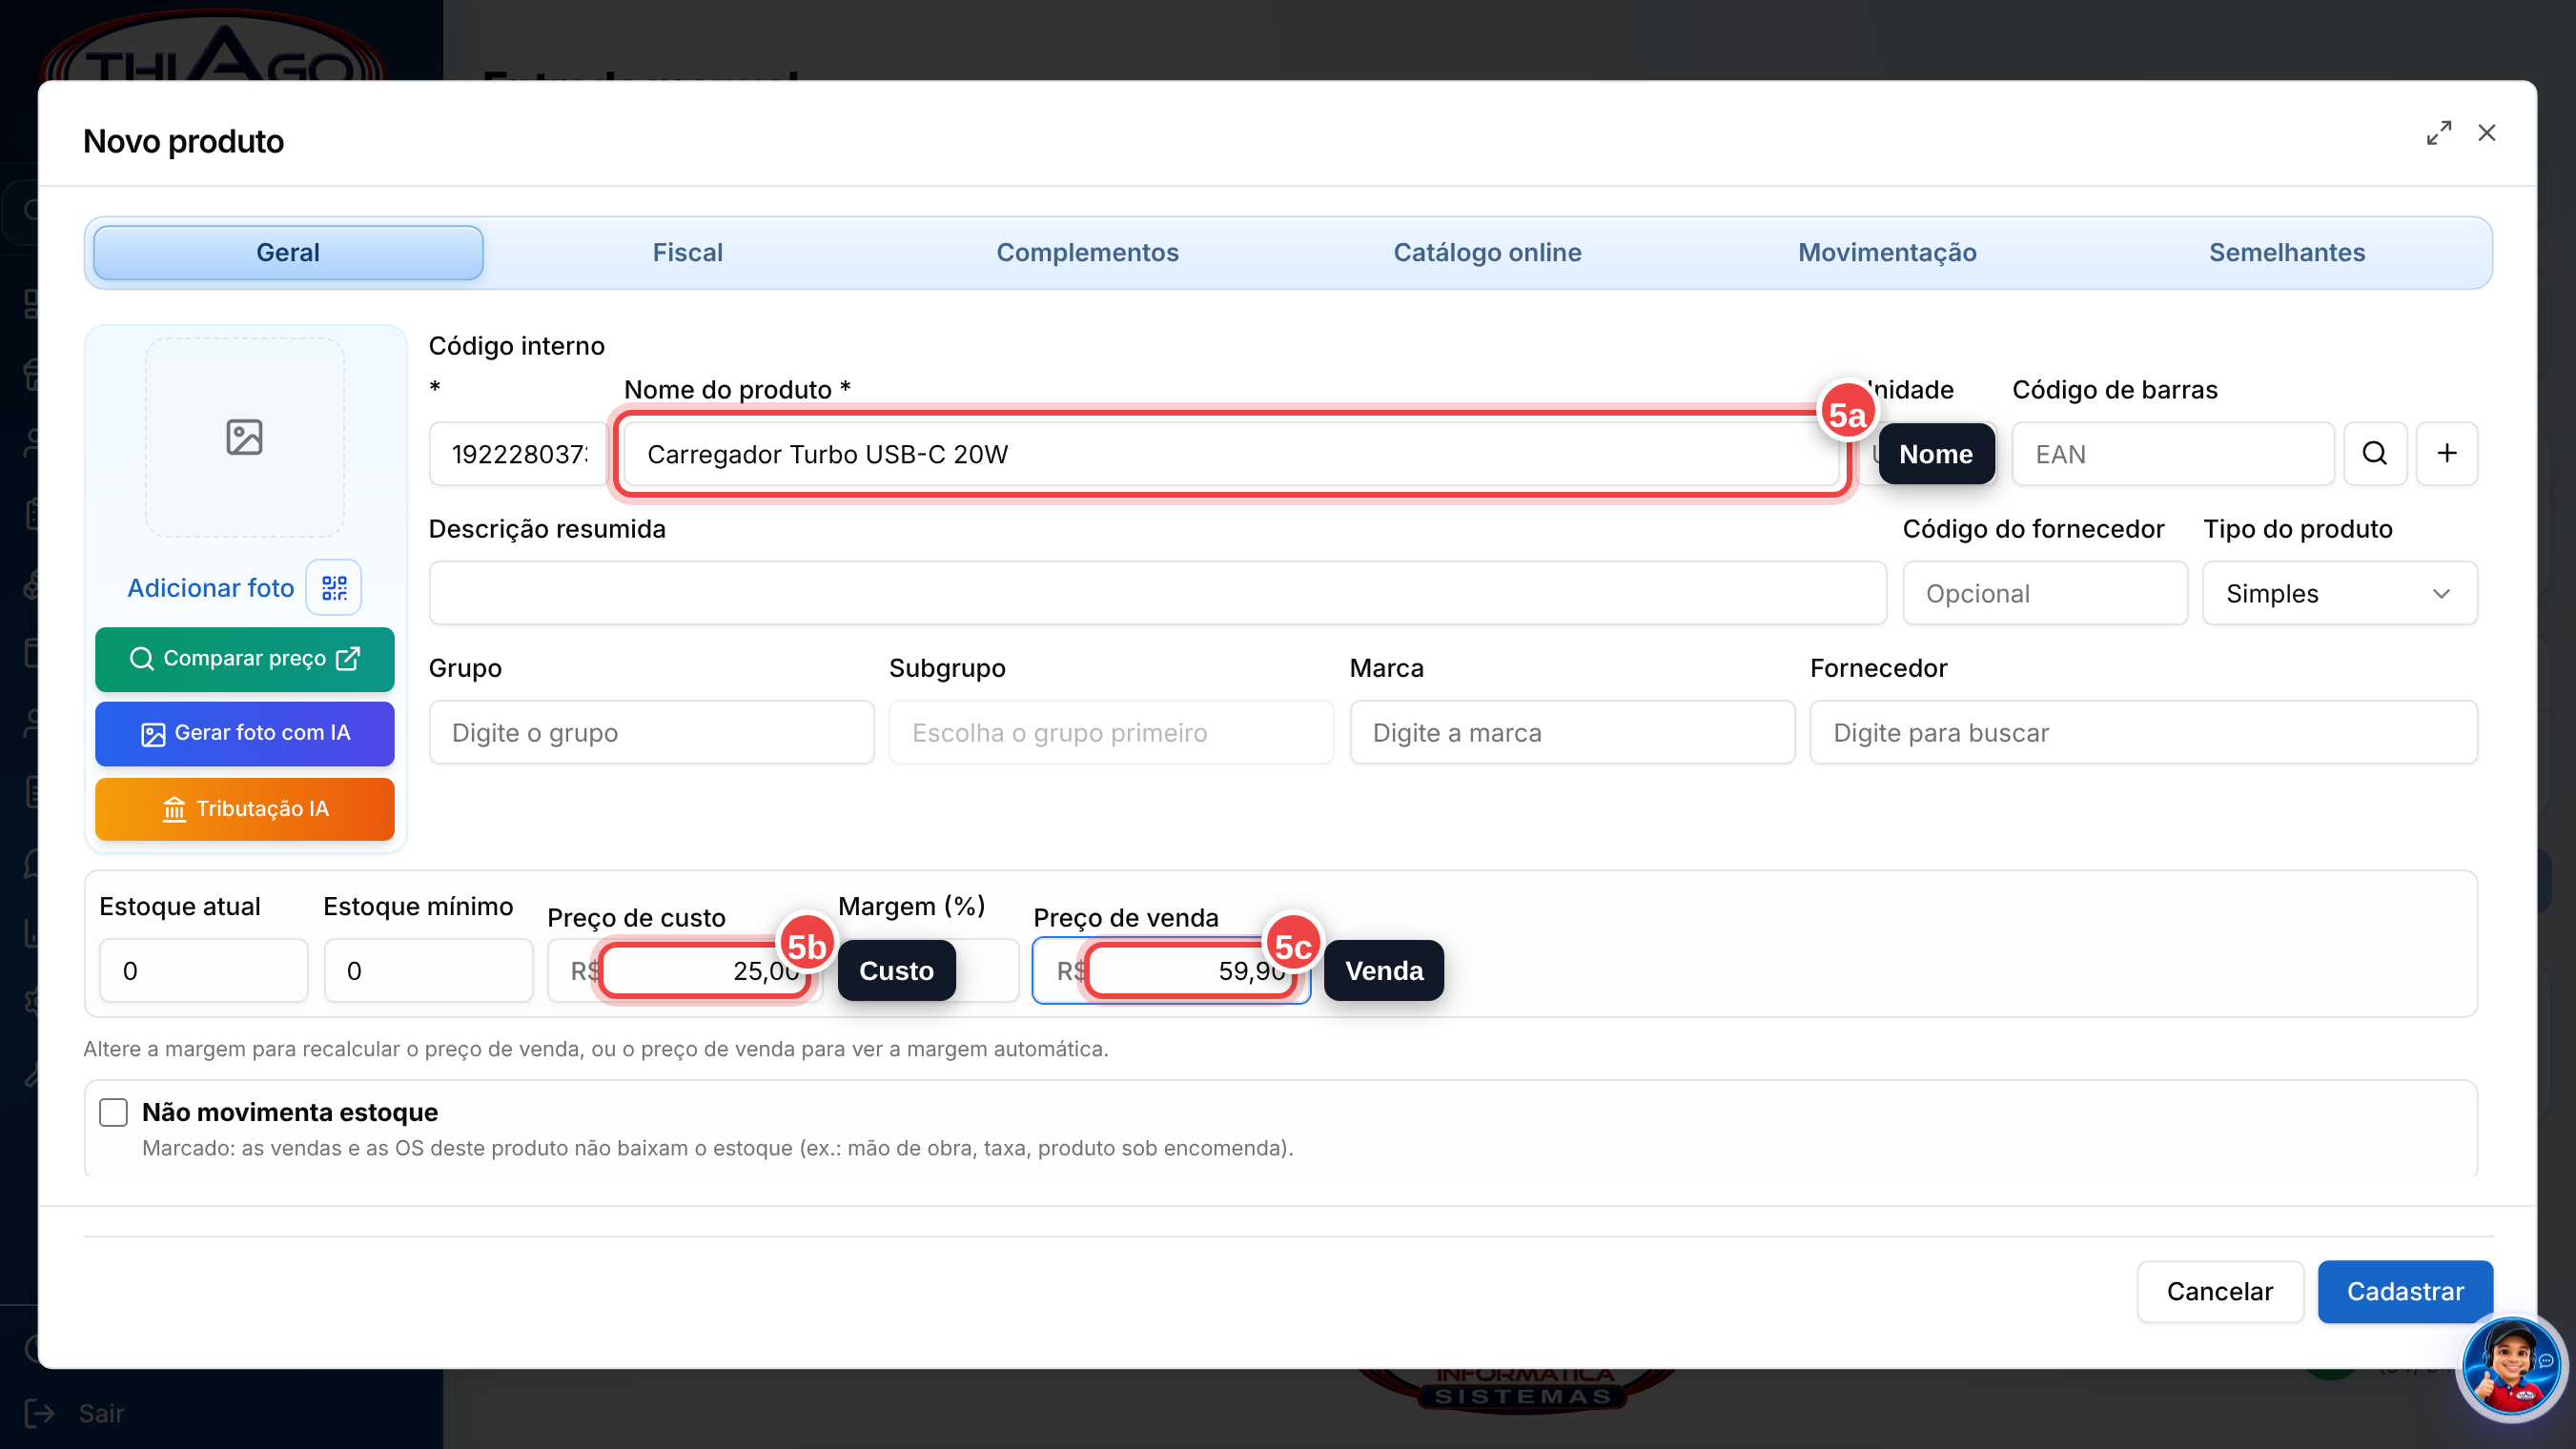 THIAGO
Novo produto
Geral
Fiscal
Complementos
Catálogo online
Movimentação
Semelhantes
Código interno
*
Nome do produto *
5a
Unidade
Código de barras
Carregador Turbo USB-C 20W
Nome
EAN
Descrição resumida
Código do fornecedor
Tipo do produto
Adicionar foto
Opcional
Simples
Comparar preço
Grupo
Subgrupo
Marca
Fornecedor
Gerar foto com IA
Digite o grupo
Escolha o grupo primeiro
Digite a marca
Digite para buscar
Tributação IA
Estoque atual
Estoque mínimo
Preço de custo
Margem (%)
Preço de venda
5b
5c
0
0
R$
25,00
Custo
R$
59,90
Venda
Altere a margem para recalcular o preço de venda, ou o preço de venda para ver a margem automática.
Não movimenta estoque
Marcado: as vendas e as OS deste produto não baixam o estoque (ex.: mão de obra, taxa, produto sob encomenda).
Cancelar
Cadastrar
INFORMÁTICA
SISTEMAS
Sair